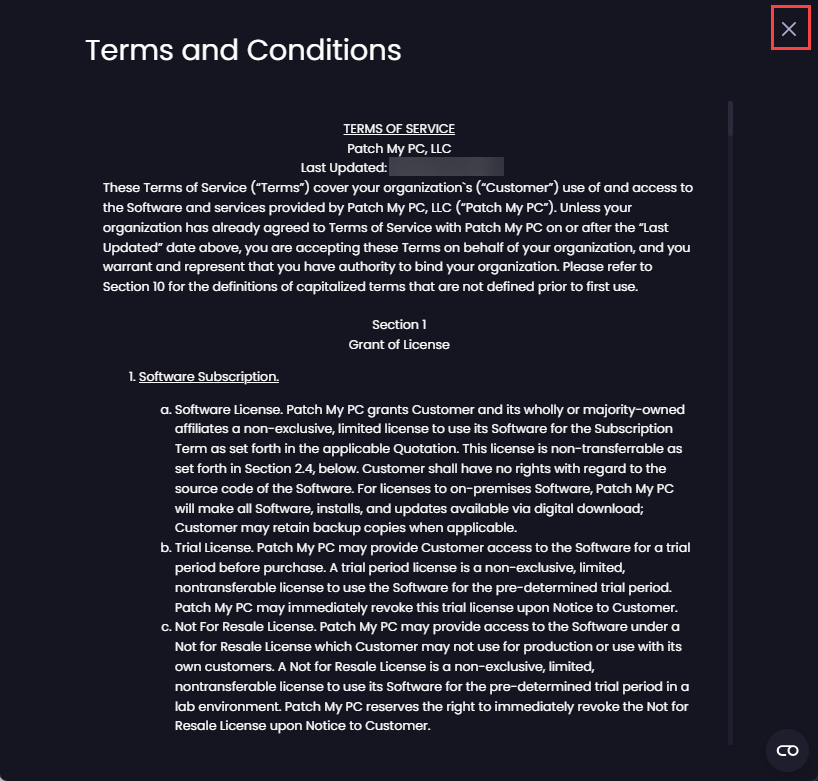 Terms and Conditions
TERMS OF SERVICE
Patch My PC, LLC
Last Updated:
These Terms of Service (“Terms”) cover your organization`s (“Customer”) use of and access to
the Software and services provided by Patch My PC, LLC (“Patch My PC”). Unless your
organization has already agreed to Terms of Service with Patch My PC on or after the “Last
Updated” date above, you are accepting these Terms on behalf of your organization, and you
warrant and represent that you have authority to bind your organization. Please refer to
Section 10 for the definitions of capitalized terms that are not defined prior to first use.
Section 1
Grant of License
1. Software Subscription.
a. Software License. Patch My PC grants Customer and its wholly or majority-owned
affiliates a non-exclusive, limited license to use its Software for the Subscription
Term as set forth in the applicable Quotation. This license is non-transferrable as
set forth in Section 2.4, below. Customer shall have no rights with regard to the
source code of the Software. For licenses to on-premises Software, Patch My PC
will make all Software, installs, and updates available via digital download;
Customer may retain backup copies when applicable.
b. Trial License. Patch My PC may provide Customer access to the Software for a trial
period before purchase. A trial period license is a non-exclusive, limited,
nontransferable license to use the Software for the pre-determined trial period.
Patch My PC may immediately revoke this trial license upon Notice to Customer.
c. Not For Resale License. Patch My PC may provide access to the Software under a
Not for Resale License which Customer may not use for production or use with its
own customers. A Not for Resale License is a non-exclusive, limited,
nontransferable license to use its Software for the pre-determined trial period in a
lab environment. Patch My PC reserves the right to immediately revoke the Not for
Resale License upon Notice to Customer.